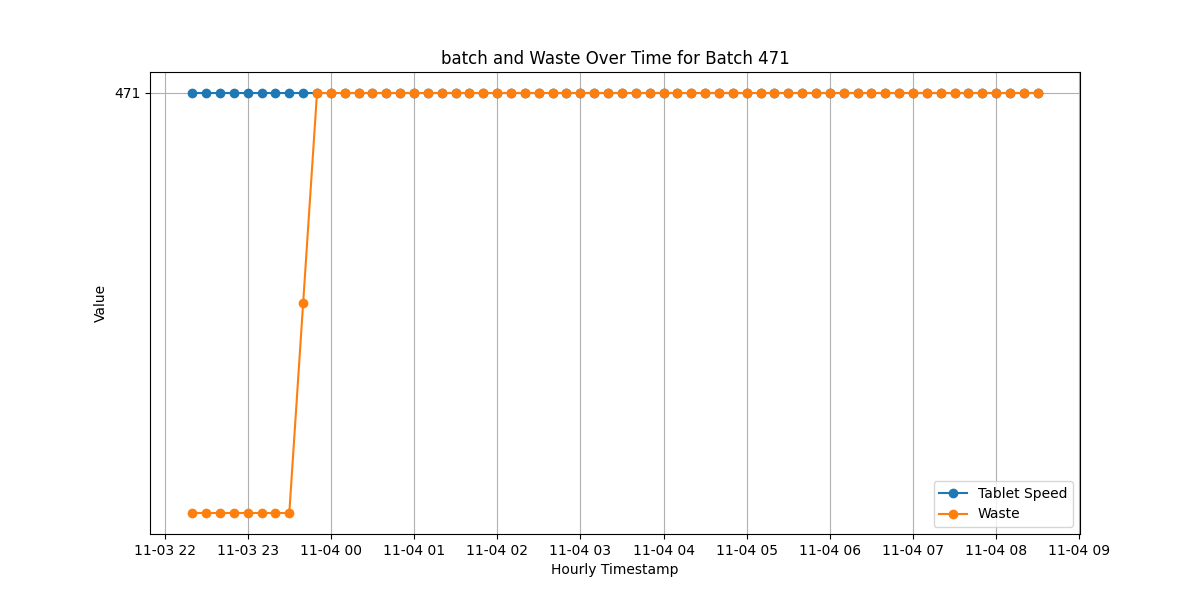 batch and Waste Over Time for Batch 471
471
Value
Tablet Speed
Waste
11-03 22 11-03 23 11-04 00 11-04 01 11-04 02 11-04 03 11-04 04 11-04 05 11-04 06 11-04 07 11-04 08 11-04 09
Hourly Timestamp